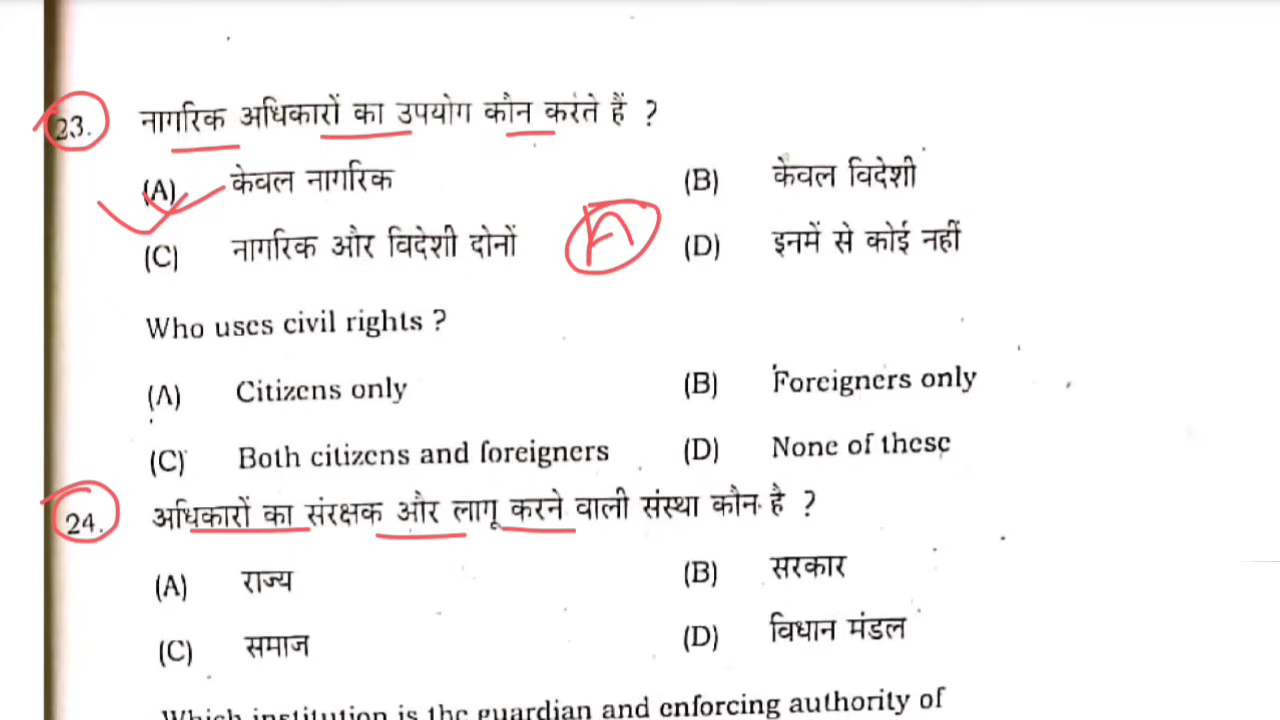 23. नागरिक अधिकारों का उपयोग कौन करते हैं ?
(A) केवल नागरिक (B) केवल विदेशी
(C) नागरिक और विदेशी दोनों A (D) इनमें से कोई नहीं
Who uses civil rights ?
(A) Citizens only (B) Foreigners only
(C) Both citizens and foreigners (D) None of these
24. अधिकारों का संरक्षक और लागू करने वाली संस्था कौन है ?
(A) राज्य (B) सरकार
(C) समाज (D) विधान मंडल
Which institution is the guardian and enforcing authority of